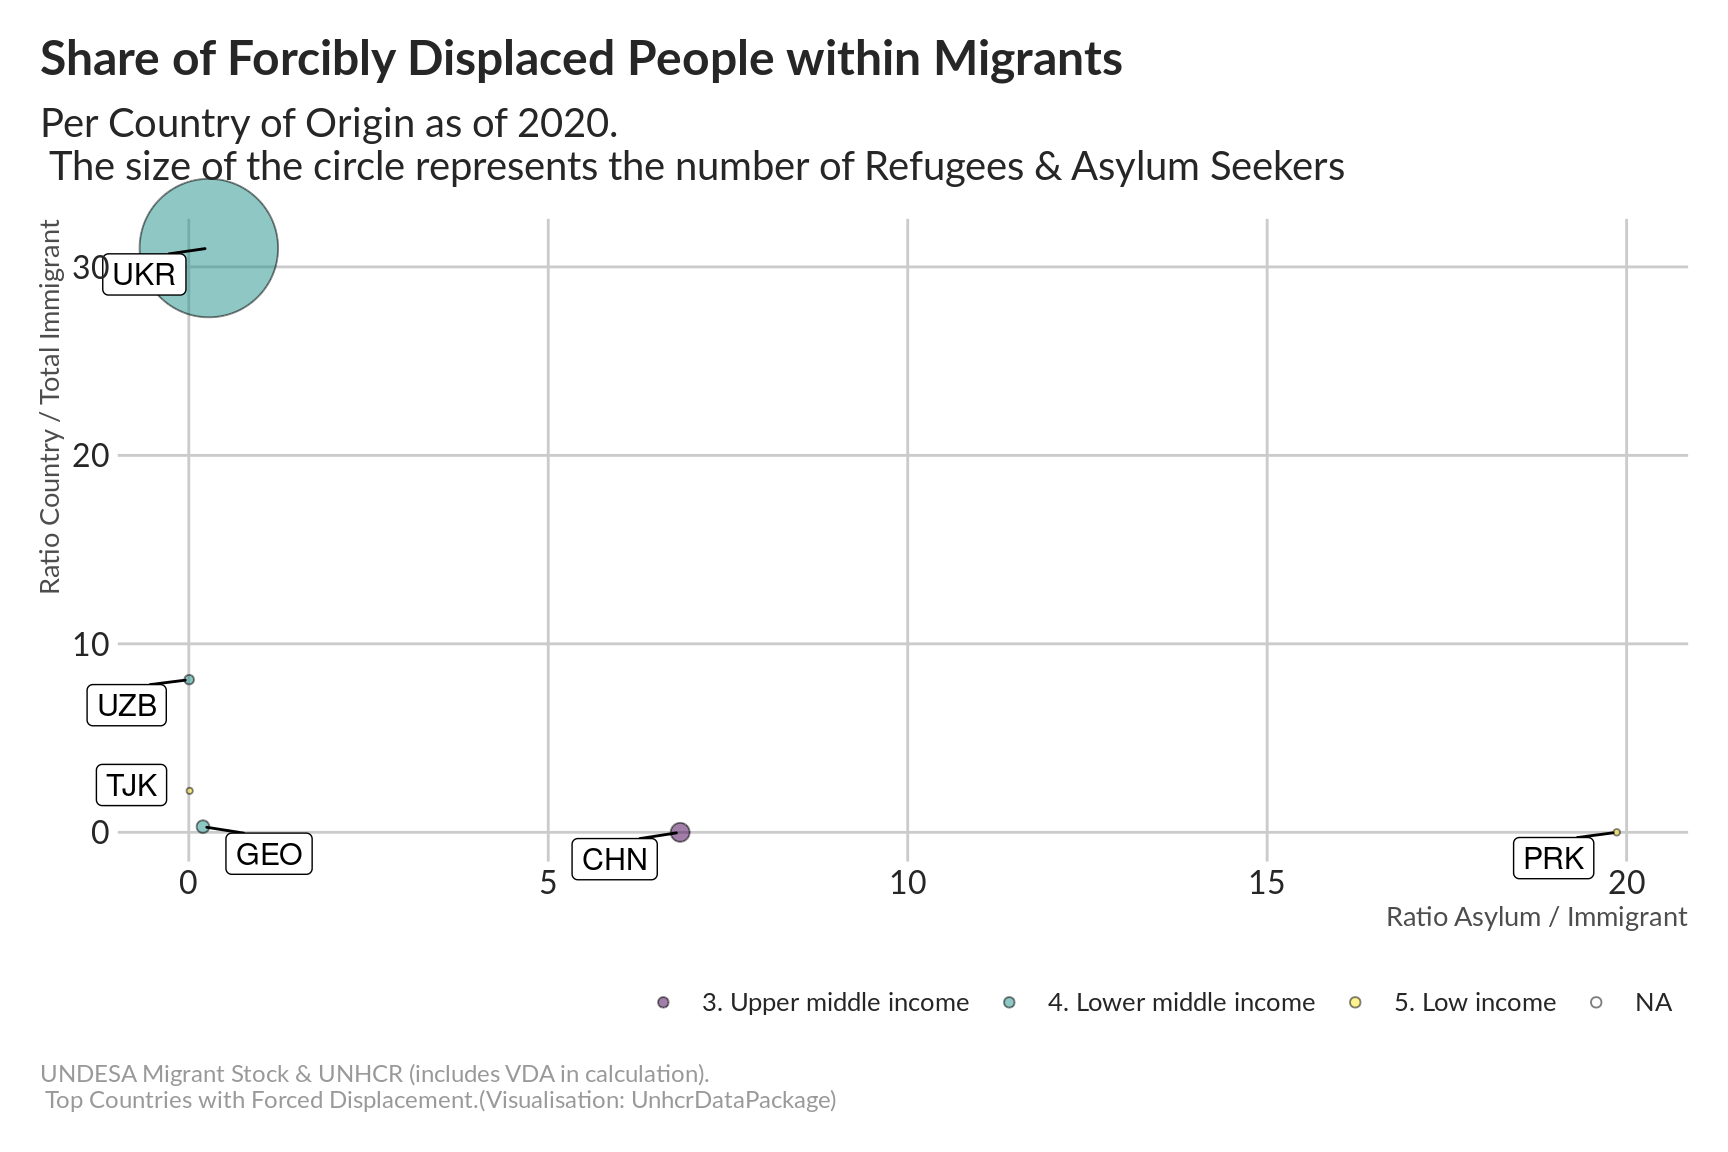 Share of Forcibly Displaced People within Migrants
Per Country of Origin as of 2020.
The size of the circle represents the number of Refugees & Asylum Seekers
Ratio Country / Total Immigrant
30
UKR
20
10
UZB
TJK
0
GEO
CHN
PRK
0
5
10
15
20
Ratio Asylum / Immigrant
3. Upper middle income
4. Lower middle income
5. Low income
NA
UNDESA Migrant Stock & UNHCR (includes VDA in calculation).
Top Countries with Forced Displacement.(Visualisation: UnhcrDataPackage)